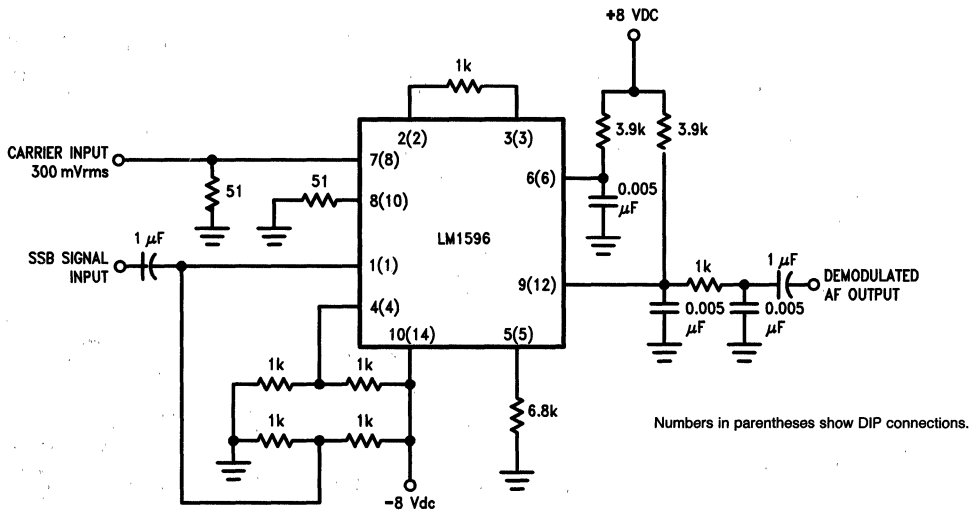 +8 VDC
1k
3.9k
3.9k
2(2)
3(3)
CARRIER INPUT
300 mVrms
7(8)
6(6)
51
51
8(10)
0.005
μF
LM1596
1 μF
SSB SIGNAL
INPUT
1(1)
9(12)
1k
1 μF
DEMODULATED
AF OUTPUT
4(4)
0.005
μF
0.005
μF
10(14)
5(5)
1k
1k
6.8k
1k
1k
Numbers in parentheses show DIP connections.
-8 Vdc